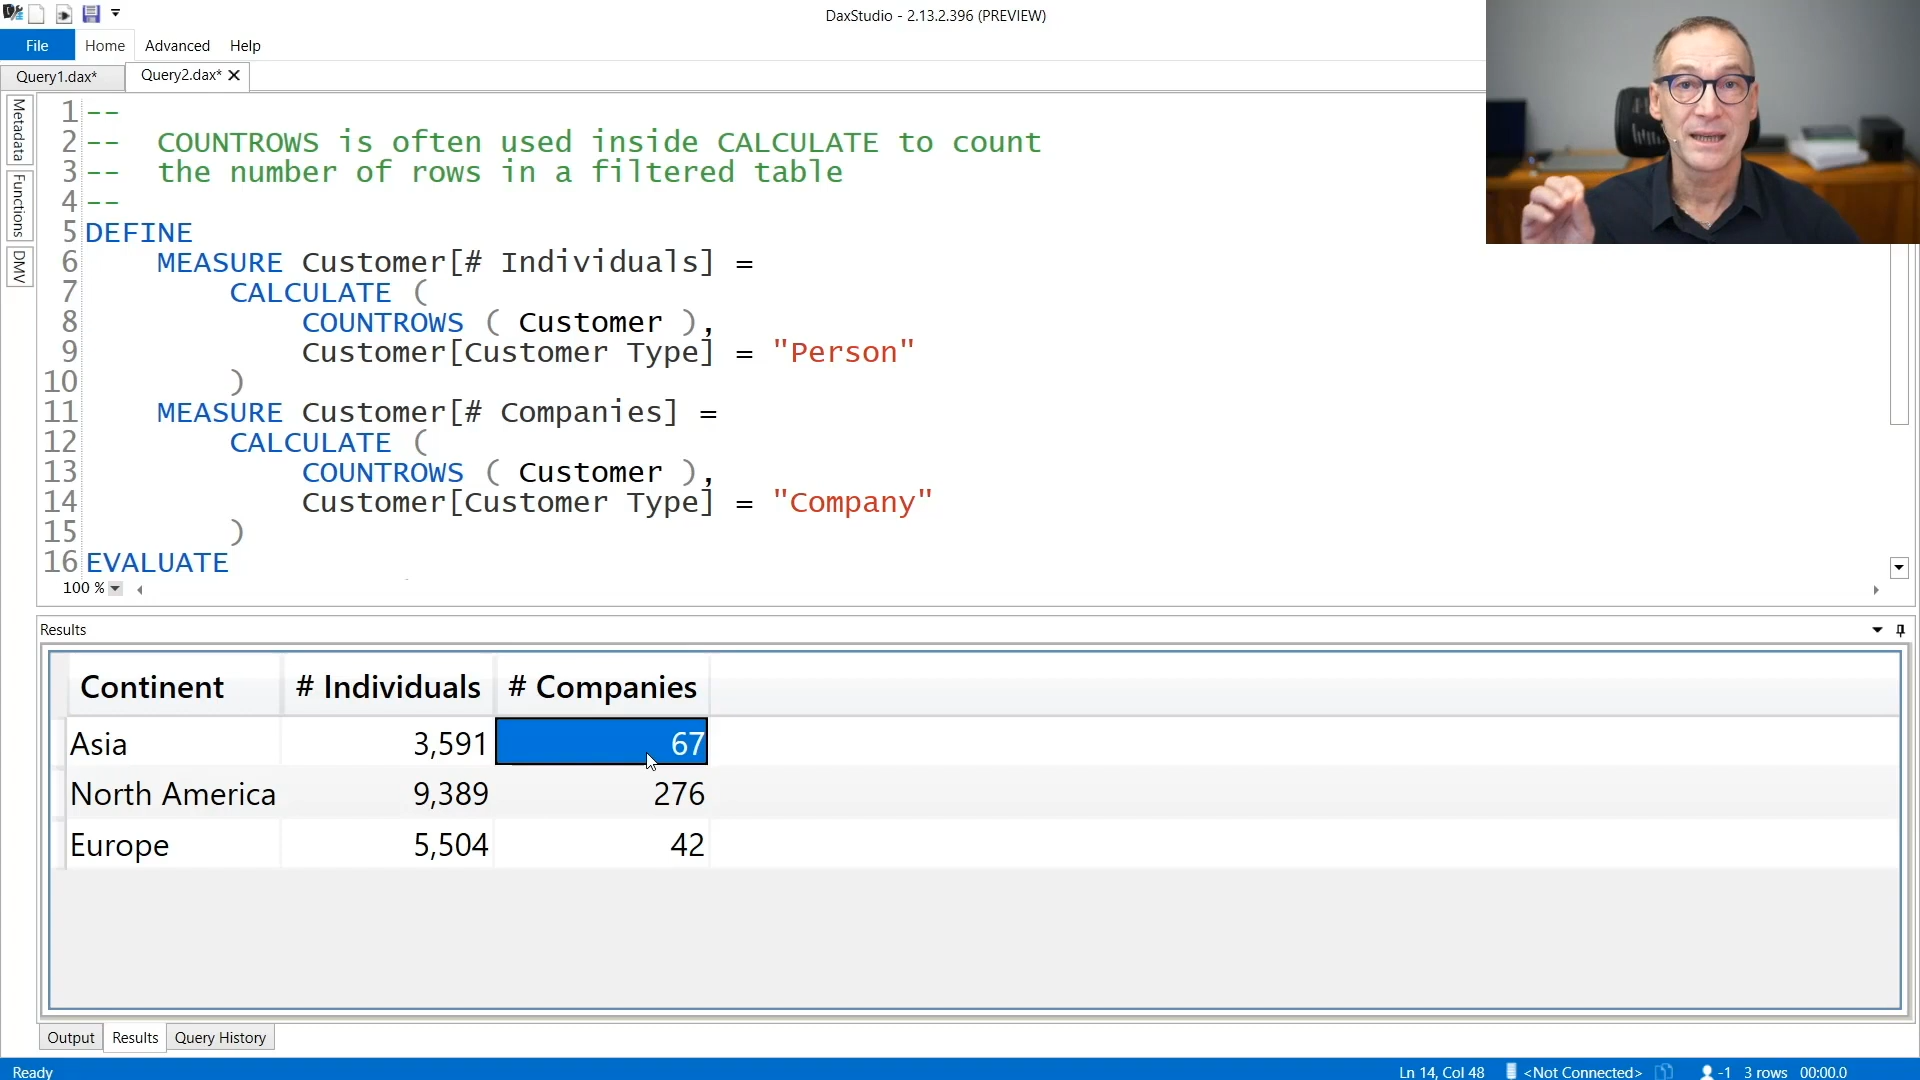 DaxStudio - 2.13.2.396 (PREVIEW)
File Home Advanced Help
Query1.dax* Query2.dax*
Metadata
Functions
DMV
1 --
2 --  COUNTROWS is often used inside CALCULATE to count
3 --  the number of rows in a filtered table
4 --
5 DEFINE
6     MEASURE Customer[# Individuals] =
7         CALCULATE (
8             COUNTROWS ( Customer ),
9             Customer[Customer Type] = "Person"
10         )
11     MEASURE Customer[# Companies] =
12         CALCULATE (
13             COUNTROWS ( Customer ),
14             Customer[Customer Type] = "Company"
15         )
16 EVALUATE
100 %
Results
Continent # Individuals # Companies
Asia 3,591 67
North America 9,389 276
Europe 5,504 42
Output Results Query History
Ready Ln 14, Col 48 <Not Connected> -1 3 rows 00:00.0